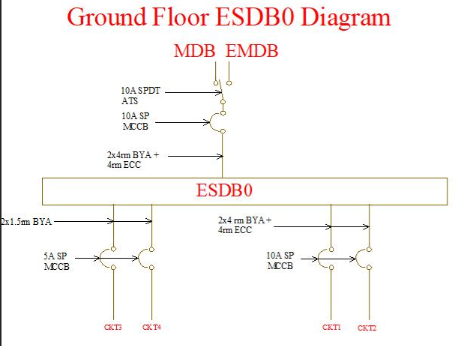 Ground Floor ESDB0 Diagram
MDB EMDB
10A SPDT
ATS
10A SP
MCCB
2x4rm BYA +
4rm ECC
ESDB0
2x1.5rm BYA
2x4 rm BYA +
4rm ECC
5A SP
MCCB
10A SP
MCCB
CKT3
CKT4
CKT1
CKT2